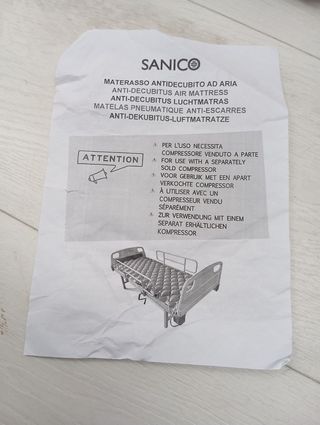 SANICO
MATERASSO ANTIDECUBITO AD ARIA
ANTI-DECUBITUS AIR MATTRESS
ANTI-DECUBITUS LUCHTMATRAS
MATELAS PNEUMATIQUE ANTI-ESCARRES
ANTI-DEKUBITUS-LUFTMATRATZE
ATTENTION
PER L'USO NECESSITA
COMPRESSORE VENDUTO A PARTE
FOR USE WITH A SEPARATELY
SOLD COMPRESSOR
VOOR GEBRUIK MET EEN APART
VERKOCHTE COMPRESSOR
À UTILISER AVEC UN
COMPRESSEUR VENDU
SÉPARÉMENT
ZUR VERWENDUNG MIT EINEM
SEPARAT ERHÄLTLICHEN
KOMPRESSOR